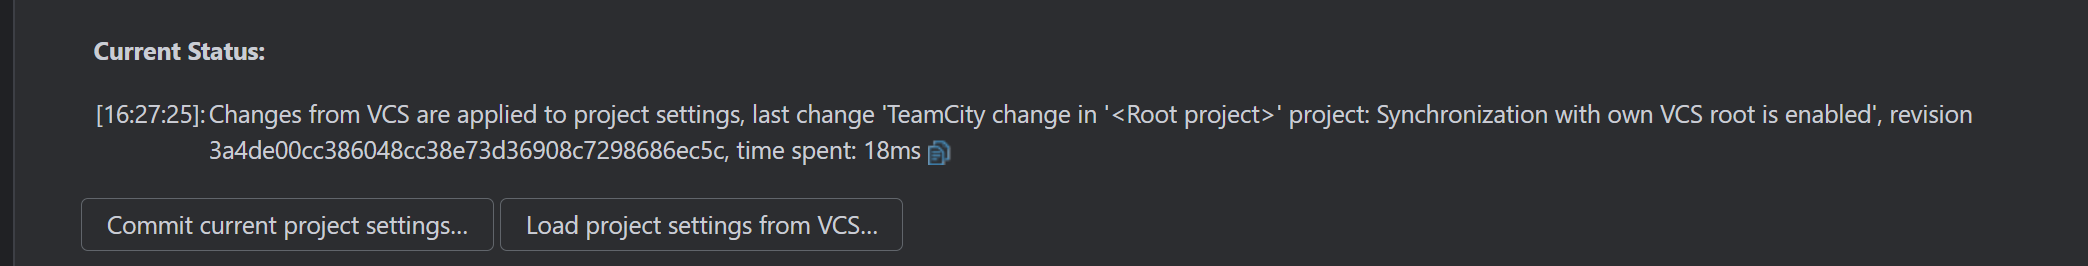 Current Status:
[16:27:25]: Changes from VCS are applied to project settings, last change 'TeamCity change in '<Root project>' project: Synchronization with own VCS root is enabled', revision
3a4de00cc386048cc38e73d36908c7298686ec5c, time spent: 18ms
Commit current project settings... Load project settings from VCS...